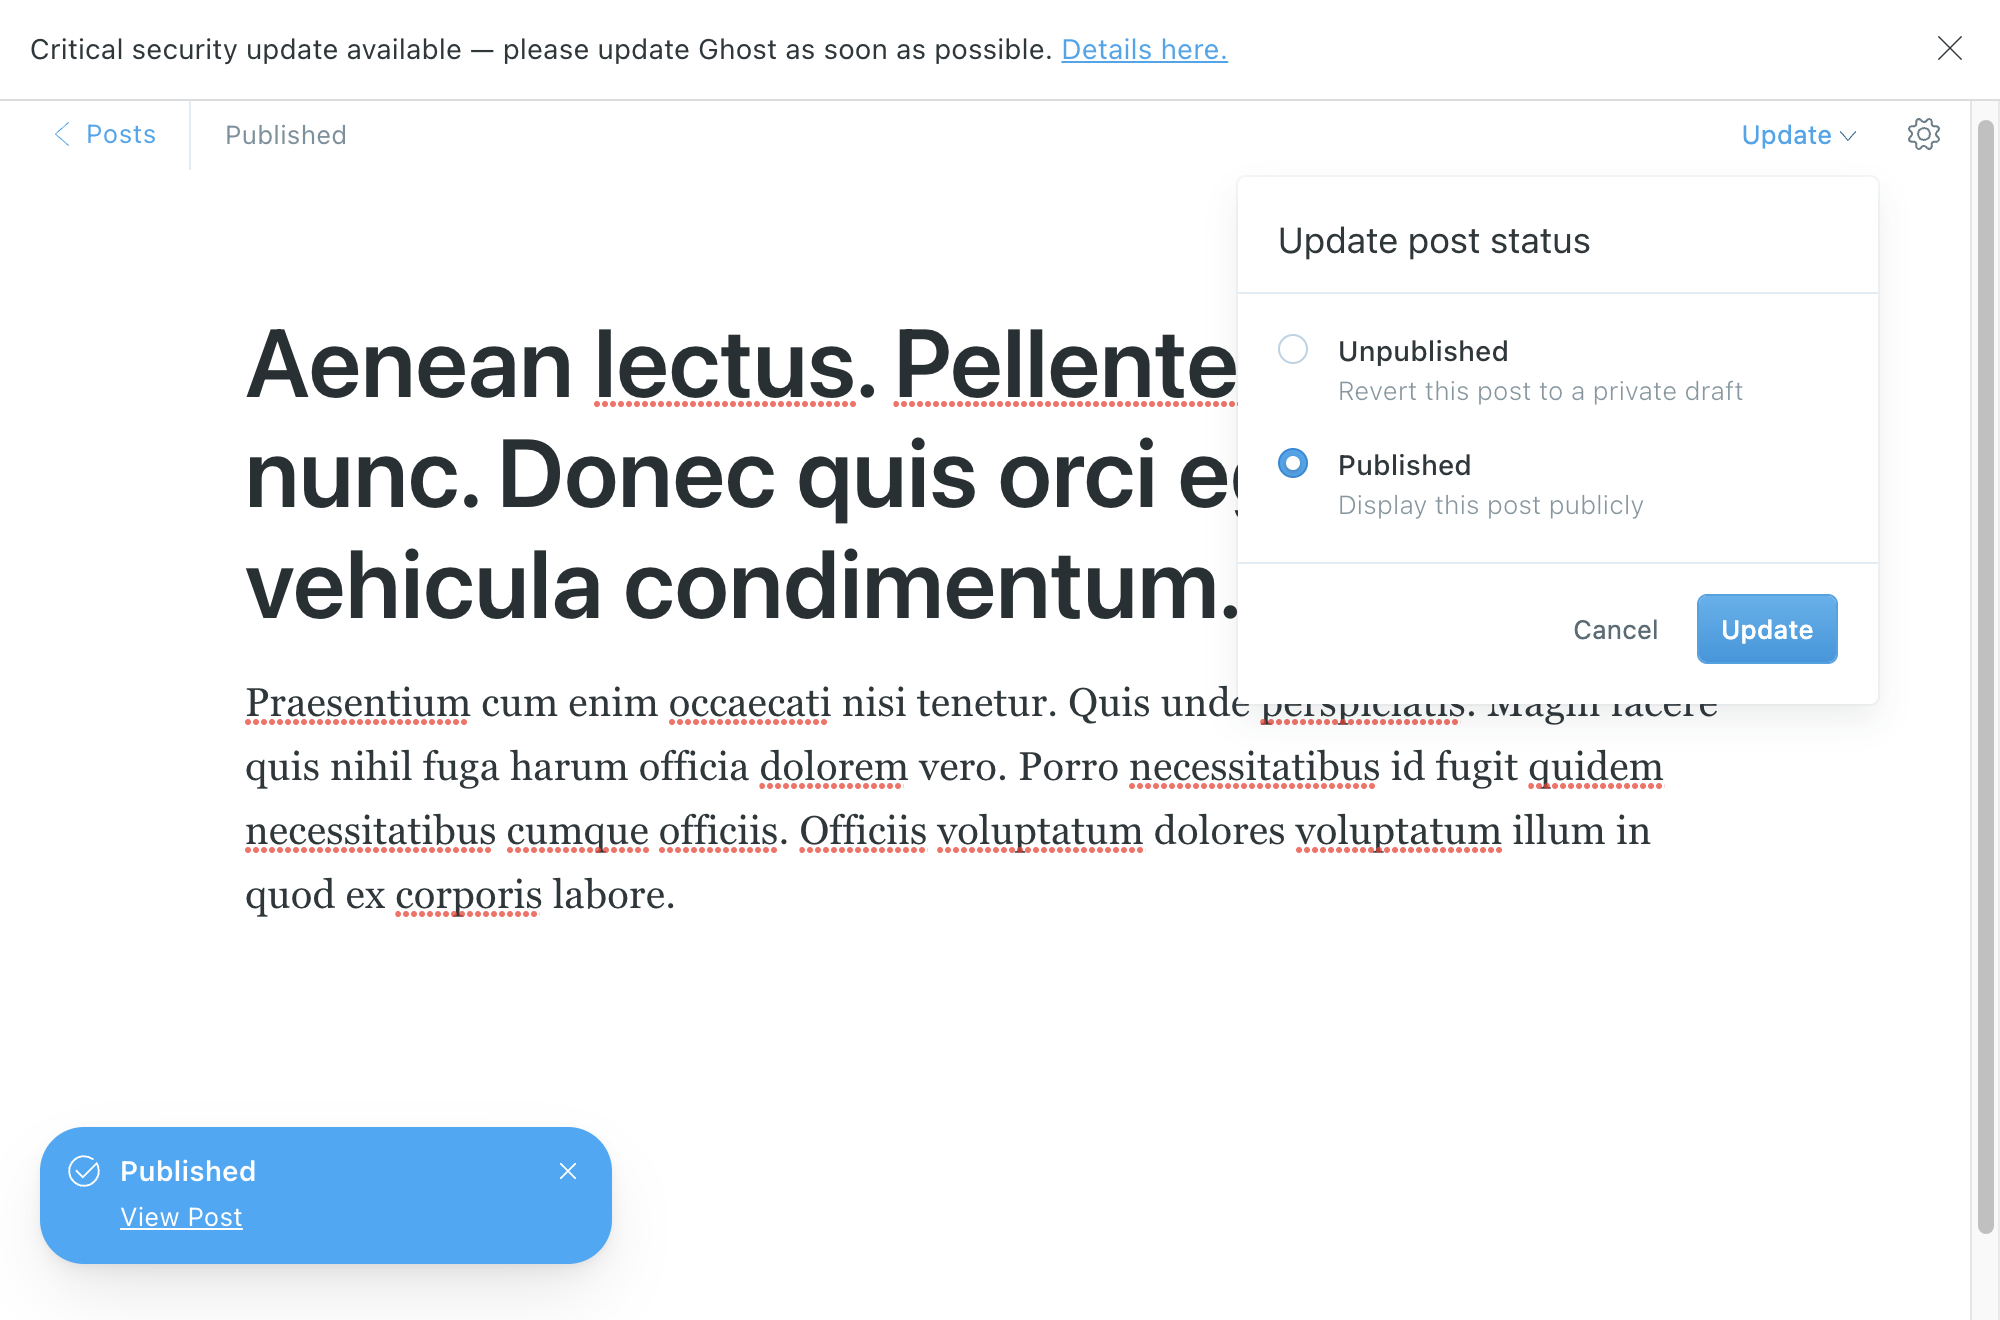 Critical security update available — please update Ghost as soon as possible. Details here.
Posts
Published
Update
Update post status
Unpublished
Revert this post to a private draft
Published
Display this post publicly
Cancel
Update
Aenean lectus. Pellente
nunc. Donec quis orci
vehicula condimentum.
Praesentium cum enim occaecati nisi tenetur. Quis unde perspiciatis. Magni facere
quis nihil fuga harum officia dolorem vero. Porro necessitatibus id fugit quidem
necessitatibus cumque officiis. Officiis voluptatum dolores voluptatum illum in
quod ex corporis labore.
Published
View Post